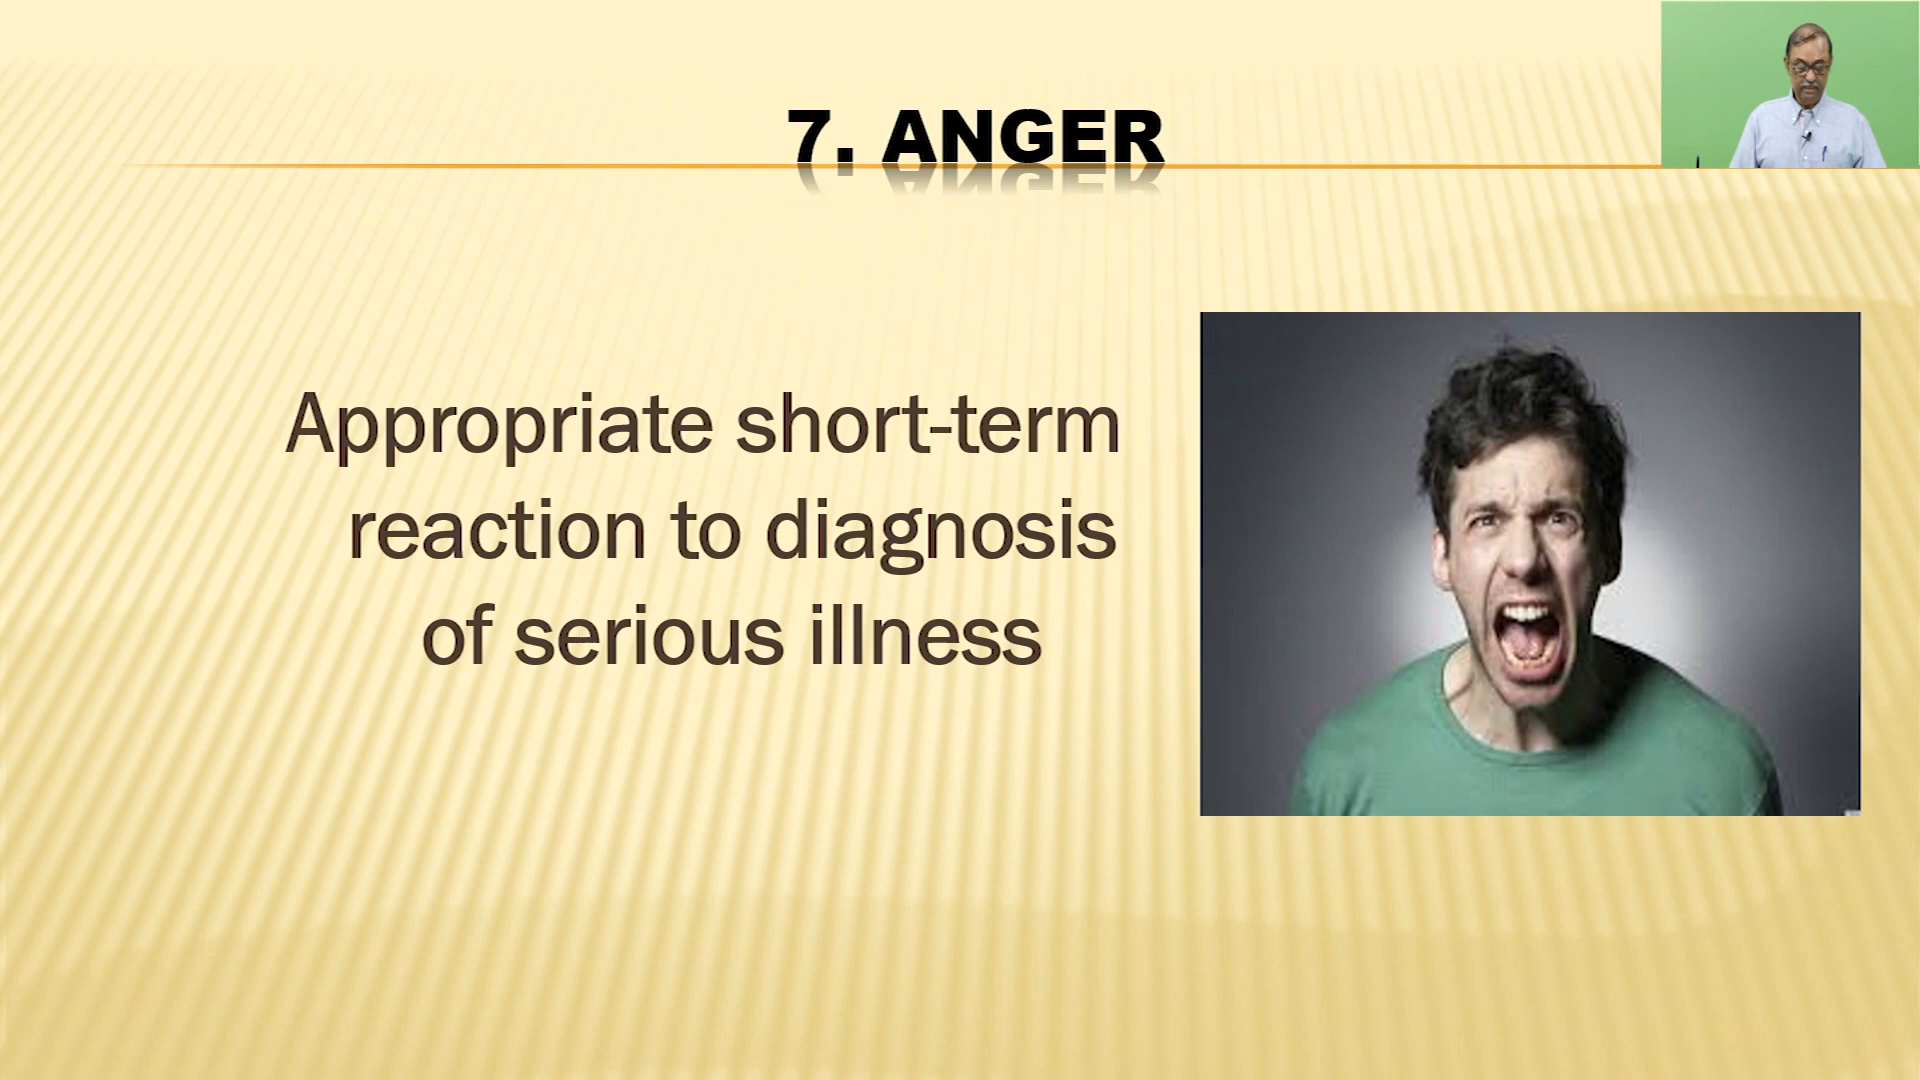 7. ANGER
Appropriate short-term
reaction to diagnosis
of serious illness